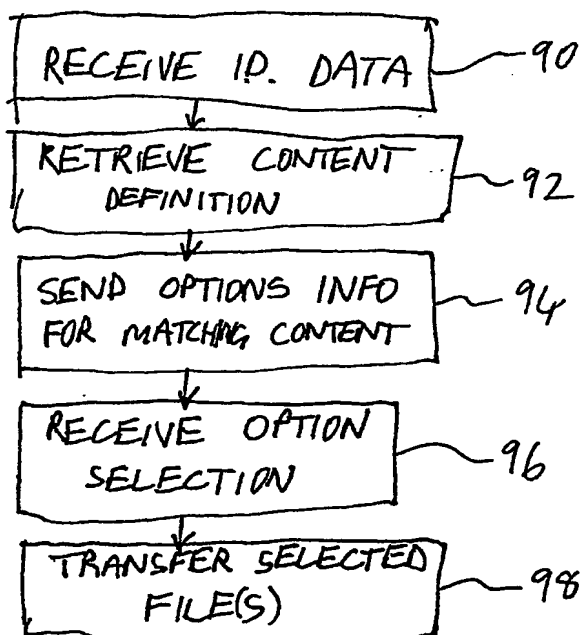 RECEIVE I.D. DATA
90
RETRIEVE CONTENT
DEFINITION
92
SEND OPTIONS INFO
FOR MATCHING CONTENT
94
RECEIVE OPTION
SELECTION
96
TRANSFER SELECTED
FILE(S)
98